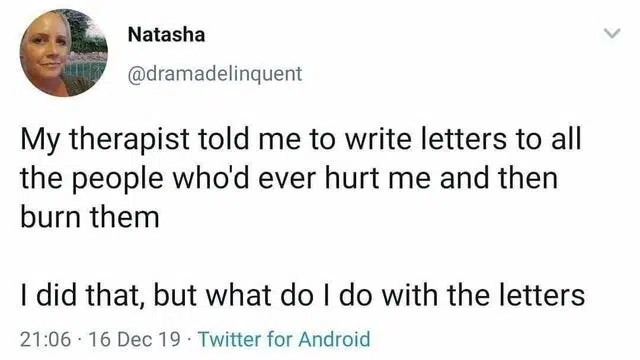 Natasha
@dramadelinquent
My therapist told me to write letters to all
the people who'd ever hurt me and then
burn them
I did that, but what do I do with the letters
21:06 · 16 Dec 19 · Twitter for Android